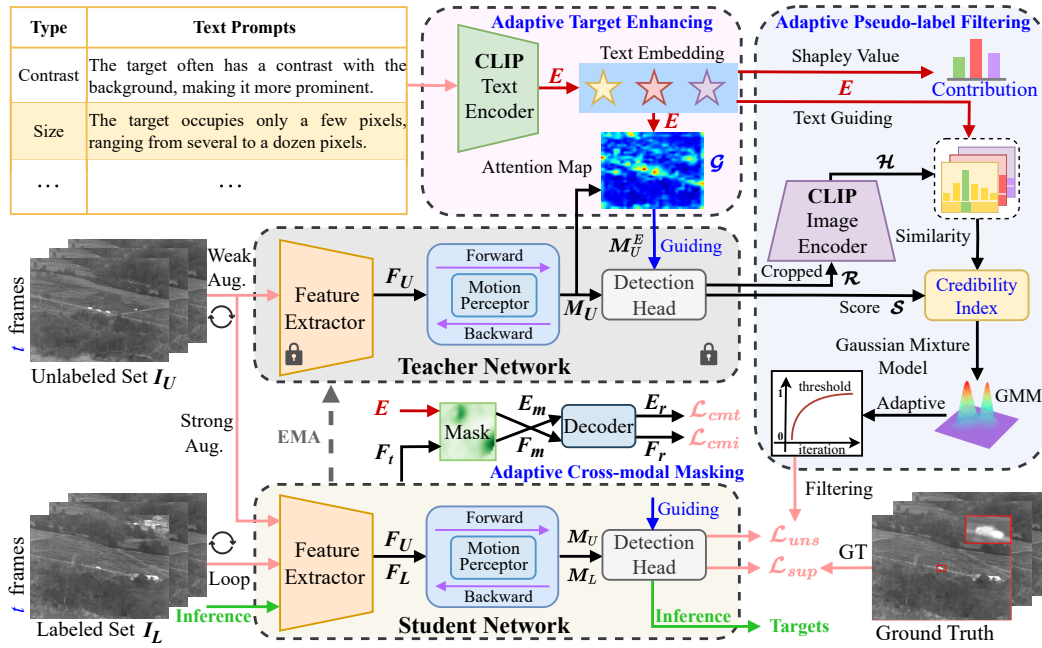 Type
Text Prompts
Contrast
The target often has a contrast with the
background, making it more prominent.
Size
The target occupies only a few pixels,
ranging from several to a dozen pixels.
...
...
Adaptive Target Enhancing
CLIP
Text
Encoder
E
Text Embedding
E
Attention Map
G
Adaptive Pseudo-label Filtering
Shapley Value
Contribution
E
Text Guiding
H
CLIP
Image
Encoder
Similarity
Cropped
R
Score S
Credibility
Index
Gaussian Mixture
Model
GMM
Adaptive
1
threshold
0
iteration
Filtering
t frames
Unlabeled Set I_U
Weak
Aug.
Strong
Aug.
Feature
Extractor
F_U
Forward
Motion
Perceptor
Backward
M_U
M_U^E
Guiding
Detection
Head
Teacher Network
EMA
E
F_t
Mask
E_m
F_m
Decoder
E_r
F_r
L_cmt
L_cmi
Adaptive Cross-modal Masking
t frames
Labeled Set I_L
Loop
Inference
Feature
Extractor
F_U
F_L
Forward
Motion
Perceptor
Backward
M_U
M_L
Guiding
Detection
Head
Student Network
Inference
Targets
L_uns
L_sup
GT
Ground Truth